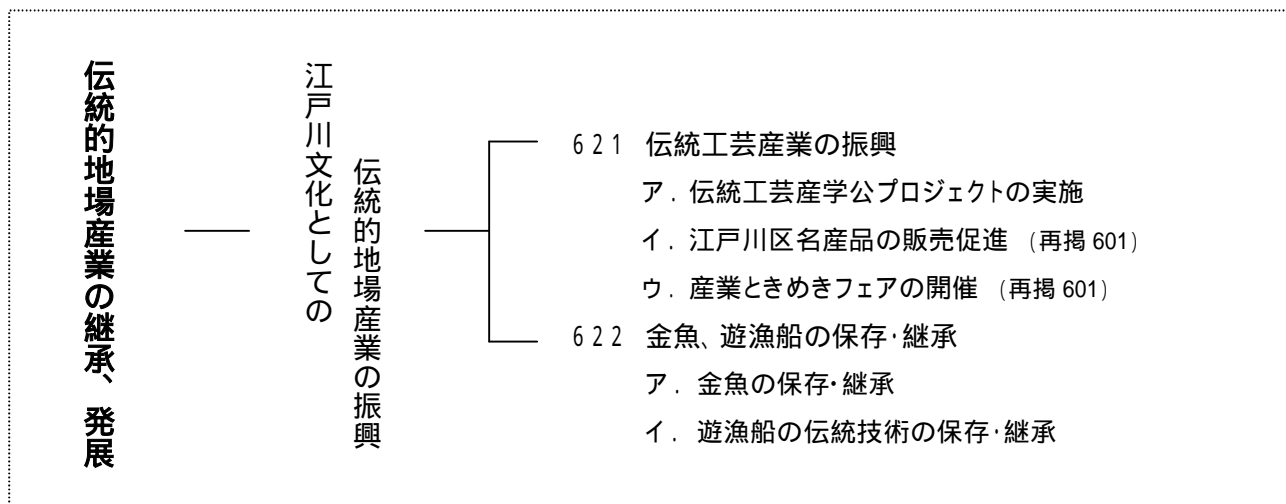 伝統的地場産業の継承、発展
江戸川文化としての
伝統的地場産業の振興
621 伝統工芸産業の振興
ア．伝統工芸産学公プロジェクトの実施
イ．江戸川区名産品の販売促進 (再掲 601)
ウ．産業ときめきフェアの開催 (再掲 601)
622 金魚、遊漁船の保存・継承
ア．金魚の保存・継承
イ．遊漁船の伝統技術の保存・継承